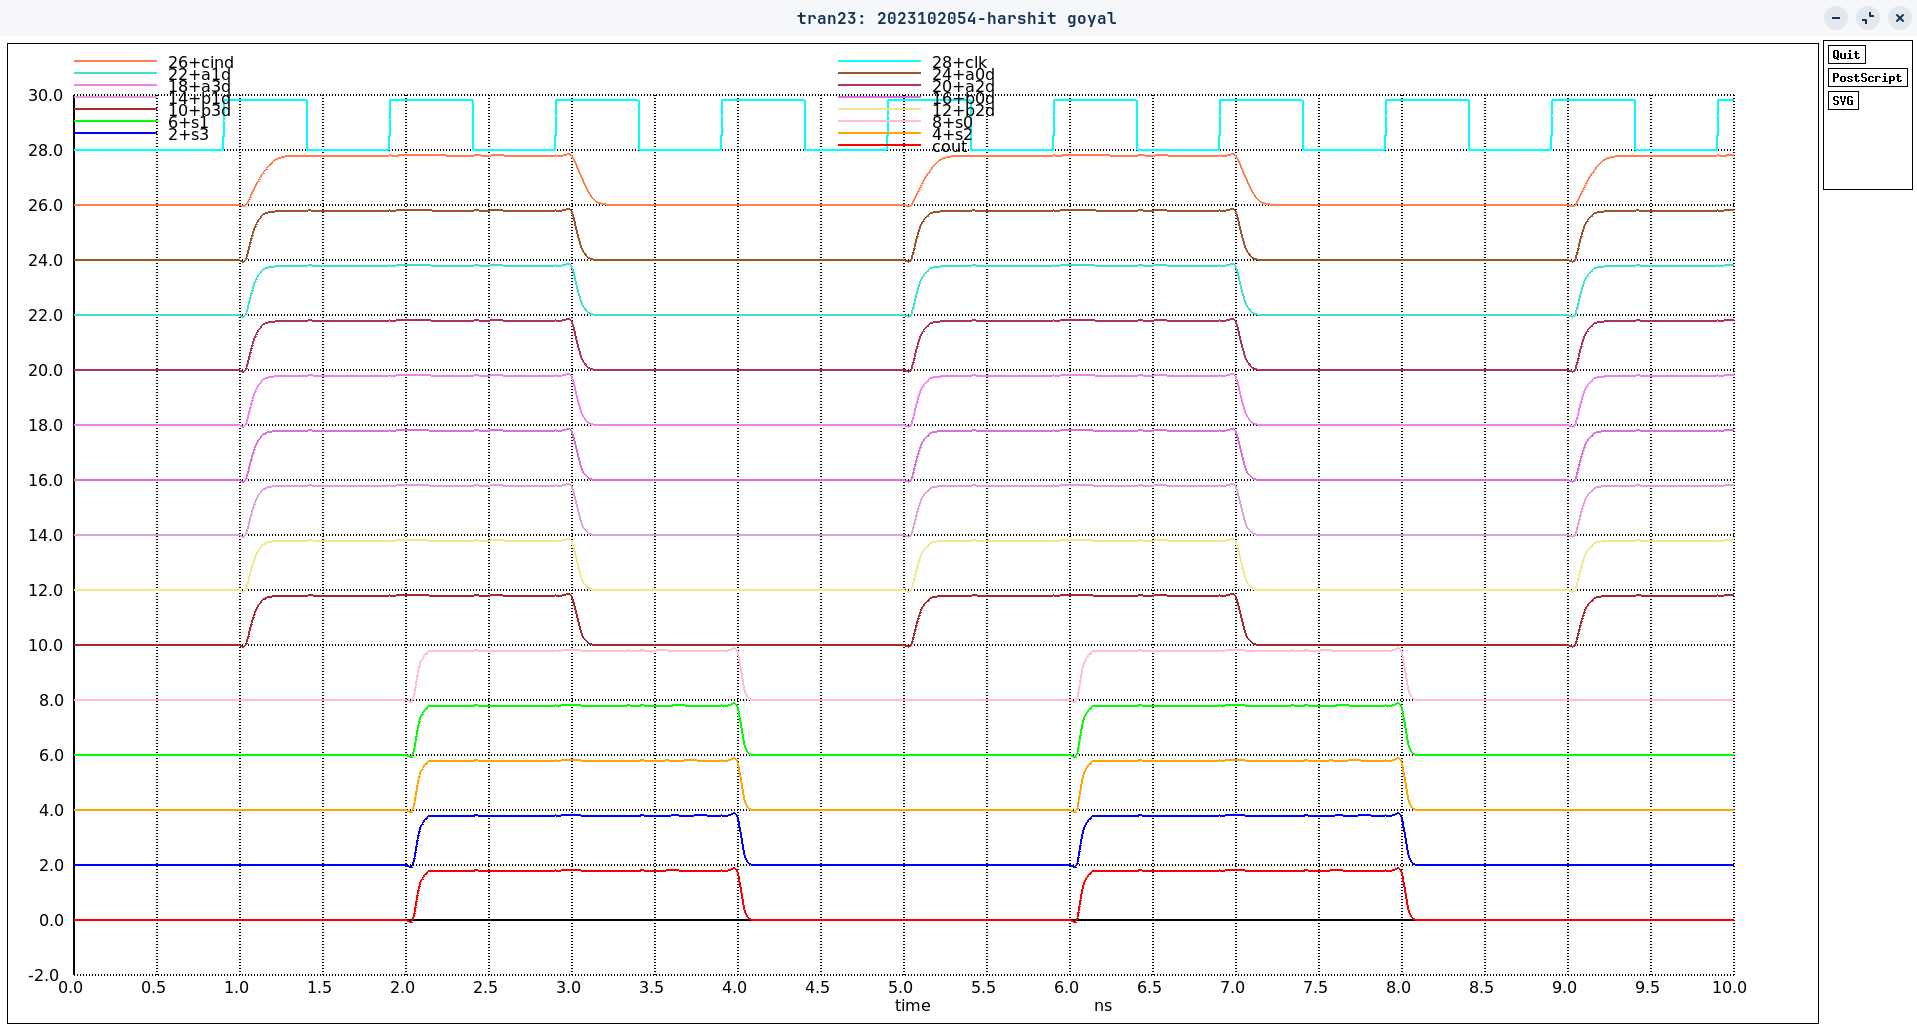 tran23: 2023102054-harshit goyal
Quit
PostScript
SVG
26+cind
22+a1d
18+a3d
14+b1d
10+b3d
6+s1
2+s3
28+clk
24+a0d
20+a2d
16+b0d
12+b2d
8+s0
4+s2
cout
30.0
28.0
26.0
24.0
22.0
20.0
18.0
16.0
14.0
12.0
10.0
8.0
6.0
4.0
2.0
0.0
-2.0
0.0 0.5 1.0 1.5 2.0 2.5 3.0 3.5 4.0 4.5 5.0 5.5 6.0 6.5 7.0 7.5 8.0 8.5 9.0 9.5 10.0
time ns